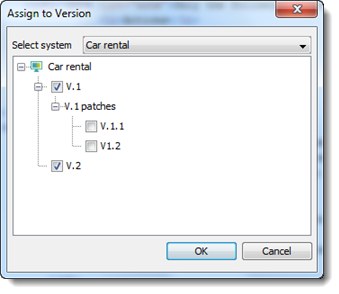 Assign to Version
Select system
Car rental
Car rental
V.1
V.1 patches
V.1.1
V1.2
V.2
OK
Cancel